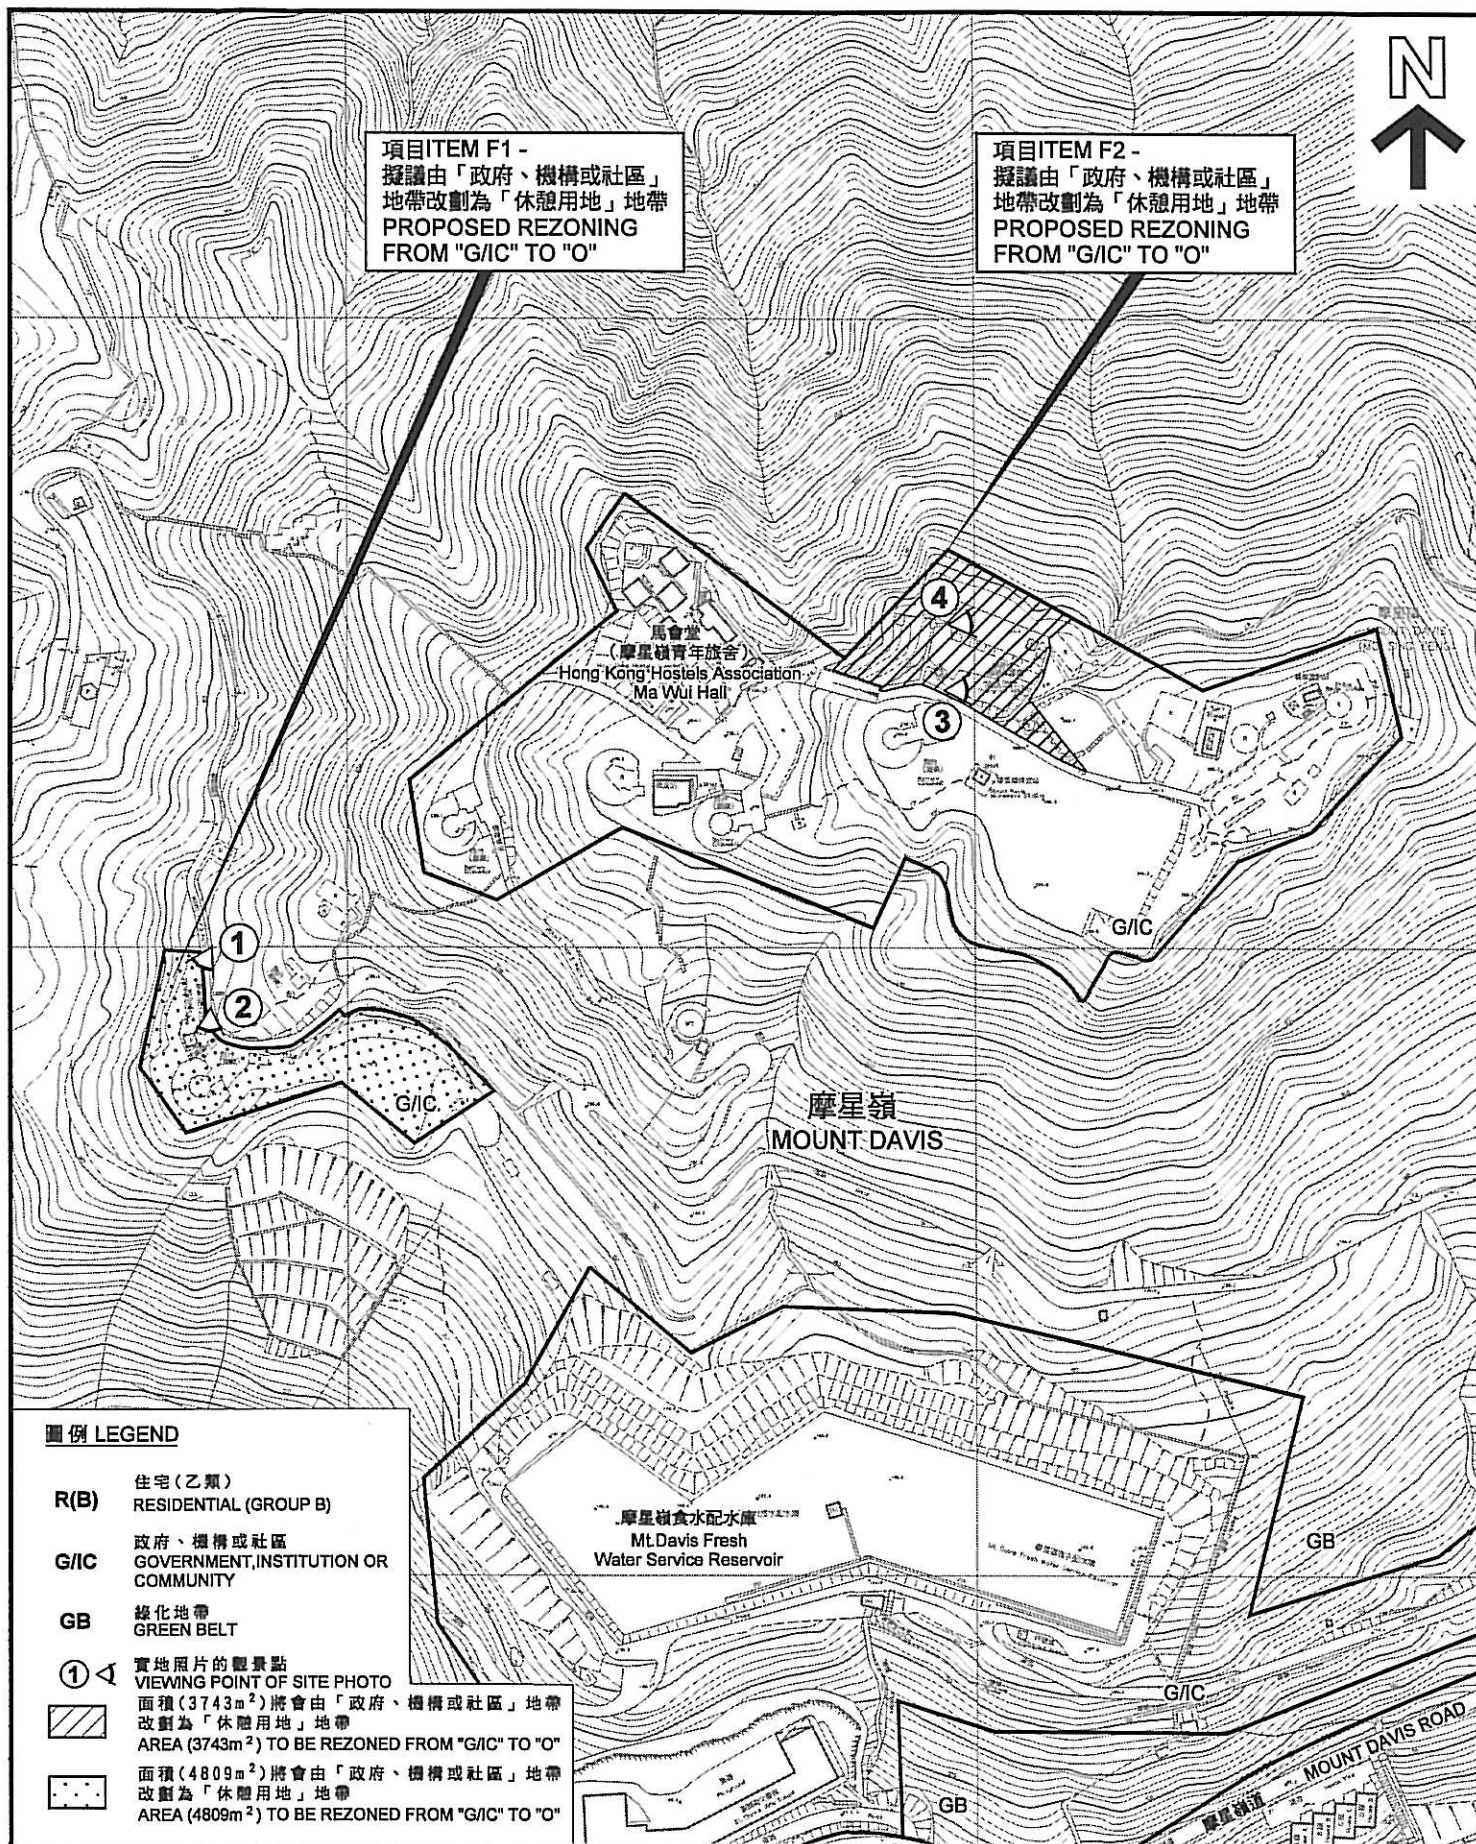 N
項目ITEM F1 -
擬議由「政府、機構或社區」
地帶改劃為「休憩用地」地帶
PROPOSED REZONING
FROM "G/IC" TO "O"
項目ITEM F2 -
擬議由「政府、機構或社區」
地帶改劃為「休憩用地」地帶
PROPOSED REZONING
FROM "G/IC" TO "O"
4
馬會堂
(摩星嶺青年旅舍)
Hong Kong Hostels Association
Ma Wui Hall
3
G/IC
1
2
G/IC
摩星嶺
MOUNT DAVIS
摩星嶺食水配水庫
Mt.Davis Fresh
Water Service Reservoir
Mt. Davis Fresh Water Service Reservoir
GB
G/IC
MOUNT DAVIS ROAD
摩星嶺道
GB
圖例 LEGEND
R(B)
住宅(乙類)
RESIDENTIAL (GROUP B)
G/IC
政府、機構或社區
GOVERNMENT,INSTITUTION OR
COMMUNITY
GB
綠化地帶
GREEN BELT
1
實地照片的觀景點
VIEWING POINT OF SITE PHOTO
面積(3743m²)將會由「政府、機構或社區」地帶
改劃為「休憩用地」地帶
AREA (3743m²) TO BE REZONED FROM "G/IC" TO "O"
面積(4809m²)將會由「政府、機構或社區」地帶
改劃為「休憩用地」地帶
AREA (4809m²) TO BE REZONED FROM "G/IC" TO "O"